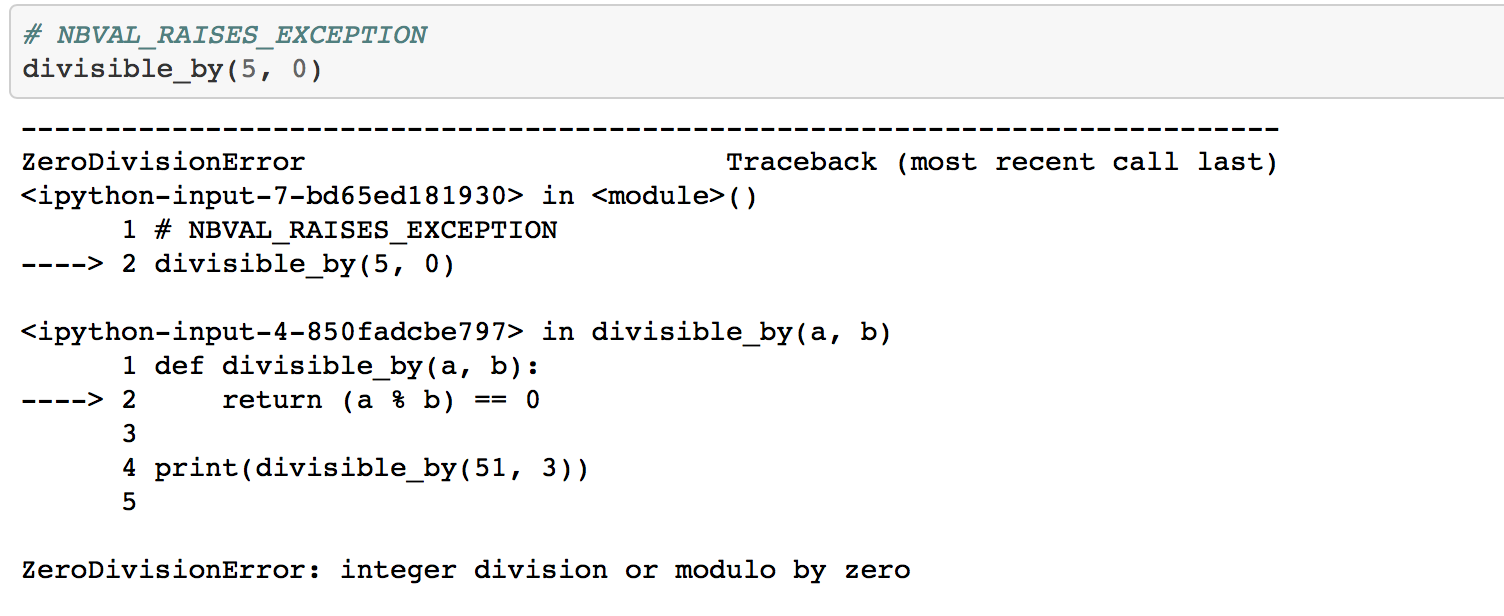 # NBVAL_RAISES_EXCEPTION
divisible_by(5, 0)
---------------------------------------------------------------------------
ZeroDivisionError                         Traceback (most recent call last)
<ipython-input-7-bd65ed181930> in <module>()
      1 # NBVAL_RAISES_EXCEPTION
----> 2 divisible_by(5, 0)

<ipython-input-4-850fadcbe797> in divisible_by(a, b)
      1 def divisible_by(a, b):
----> 2     return (a % b) == 0
      3
      4 print(divisible_by(51, 3))
      5

ZeroDivisionError: integer division or modulo by zero